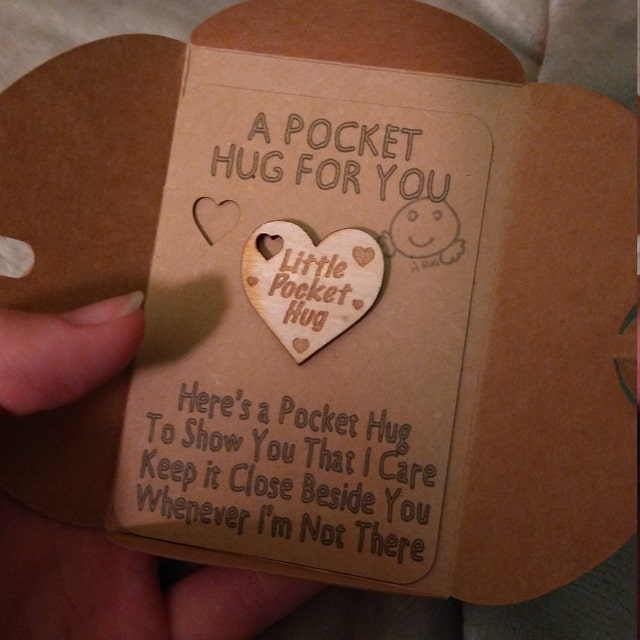 A POCKET
HUG FOR YOU
Little
Pocket
Hug
Here's a Pocket Hug
To Show You That I Care
Keep it Close Beside You
Whenever I'm Not There